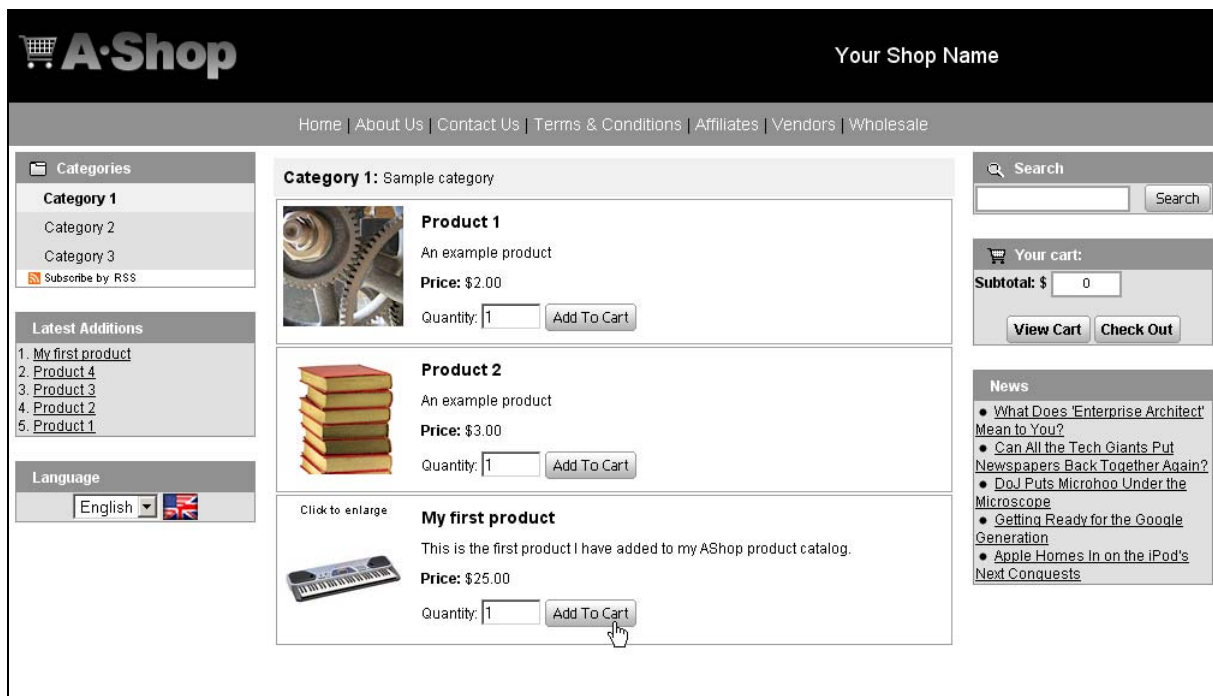 A·Shop
Your Shop Name
Home | About Us | Contact Us | Terms & Conditions | Affiliates | Vendors | Wholesale
Categories
Category 1
Category 2
Category 3
Subscribe by RSS
Latest Additions
1. My first product
2. Product 4
3. Product 3
4. Product 2
5. Product 1
Language
English
Category 1: Sample category
Product 1
An example product
Price: $2.00
Quantity: 1 Add To Cart
Product 2
An example product
Price: $3.00
Quantity: 1 Add To Cart
Click to enlarge
My first product
This is the first product I have added to my AShop product catalog.
Price: $25.00
Quantity: 1 Add To Cart
Search
Search
Your cart:
Subtotal: $ 0
View Cart Check Out
News
• What Does 'Enterprise Architect'
Mean to You?
• Can All the Tech Giants Put
Newspapers Back Together Again?
• DoJ Puts Microhoo Under the
Microscope
• Getting Ready for the Google
Generation
• Apple Homes In on the iPod's
Next Conquests